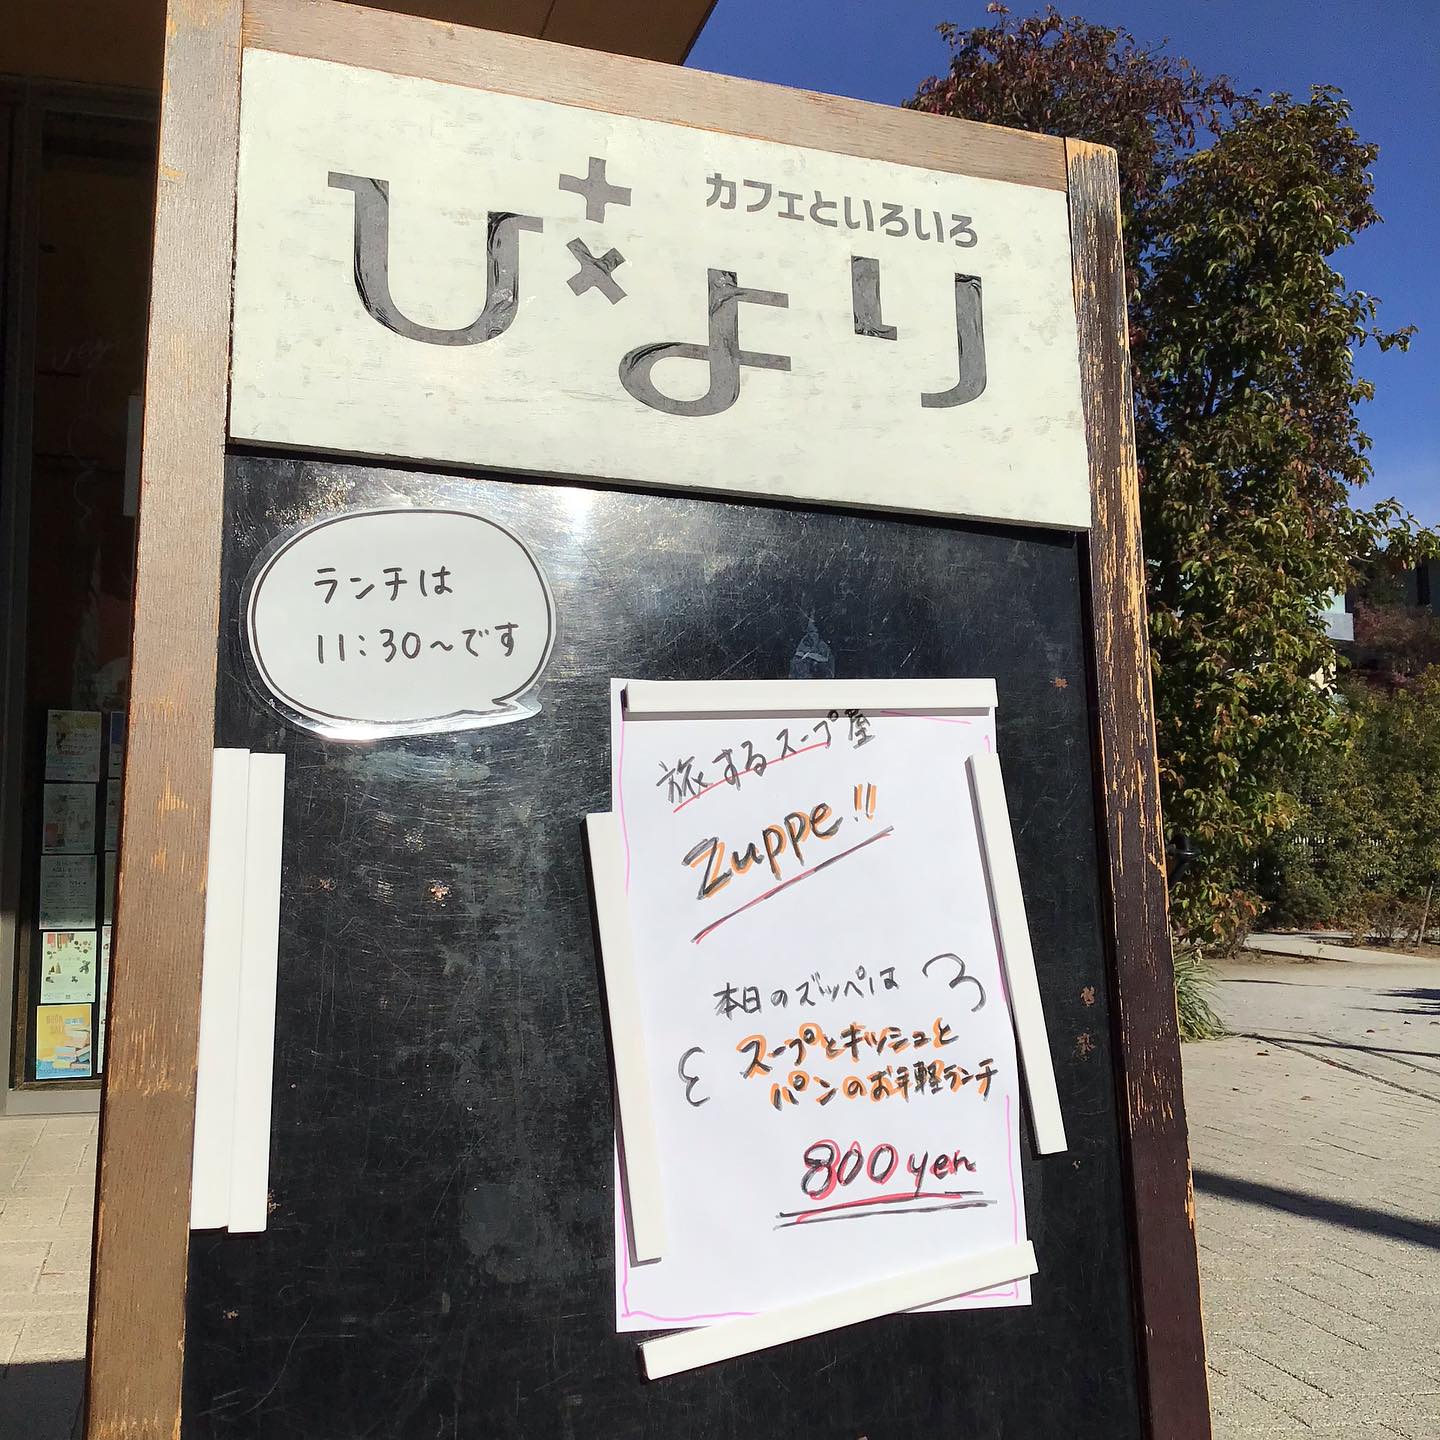 カフェといろいろ
びより
ランチは
11:30〜です
旅するスープ屋
Zuppe!!
本日のズッペは
スープとキッシュと
パンのお手軽ランチ
800yen